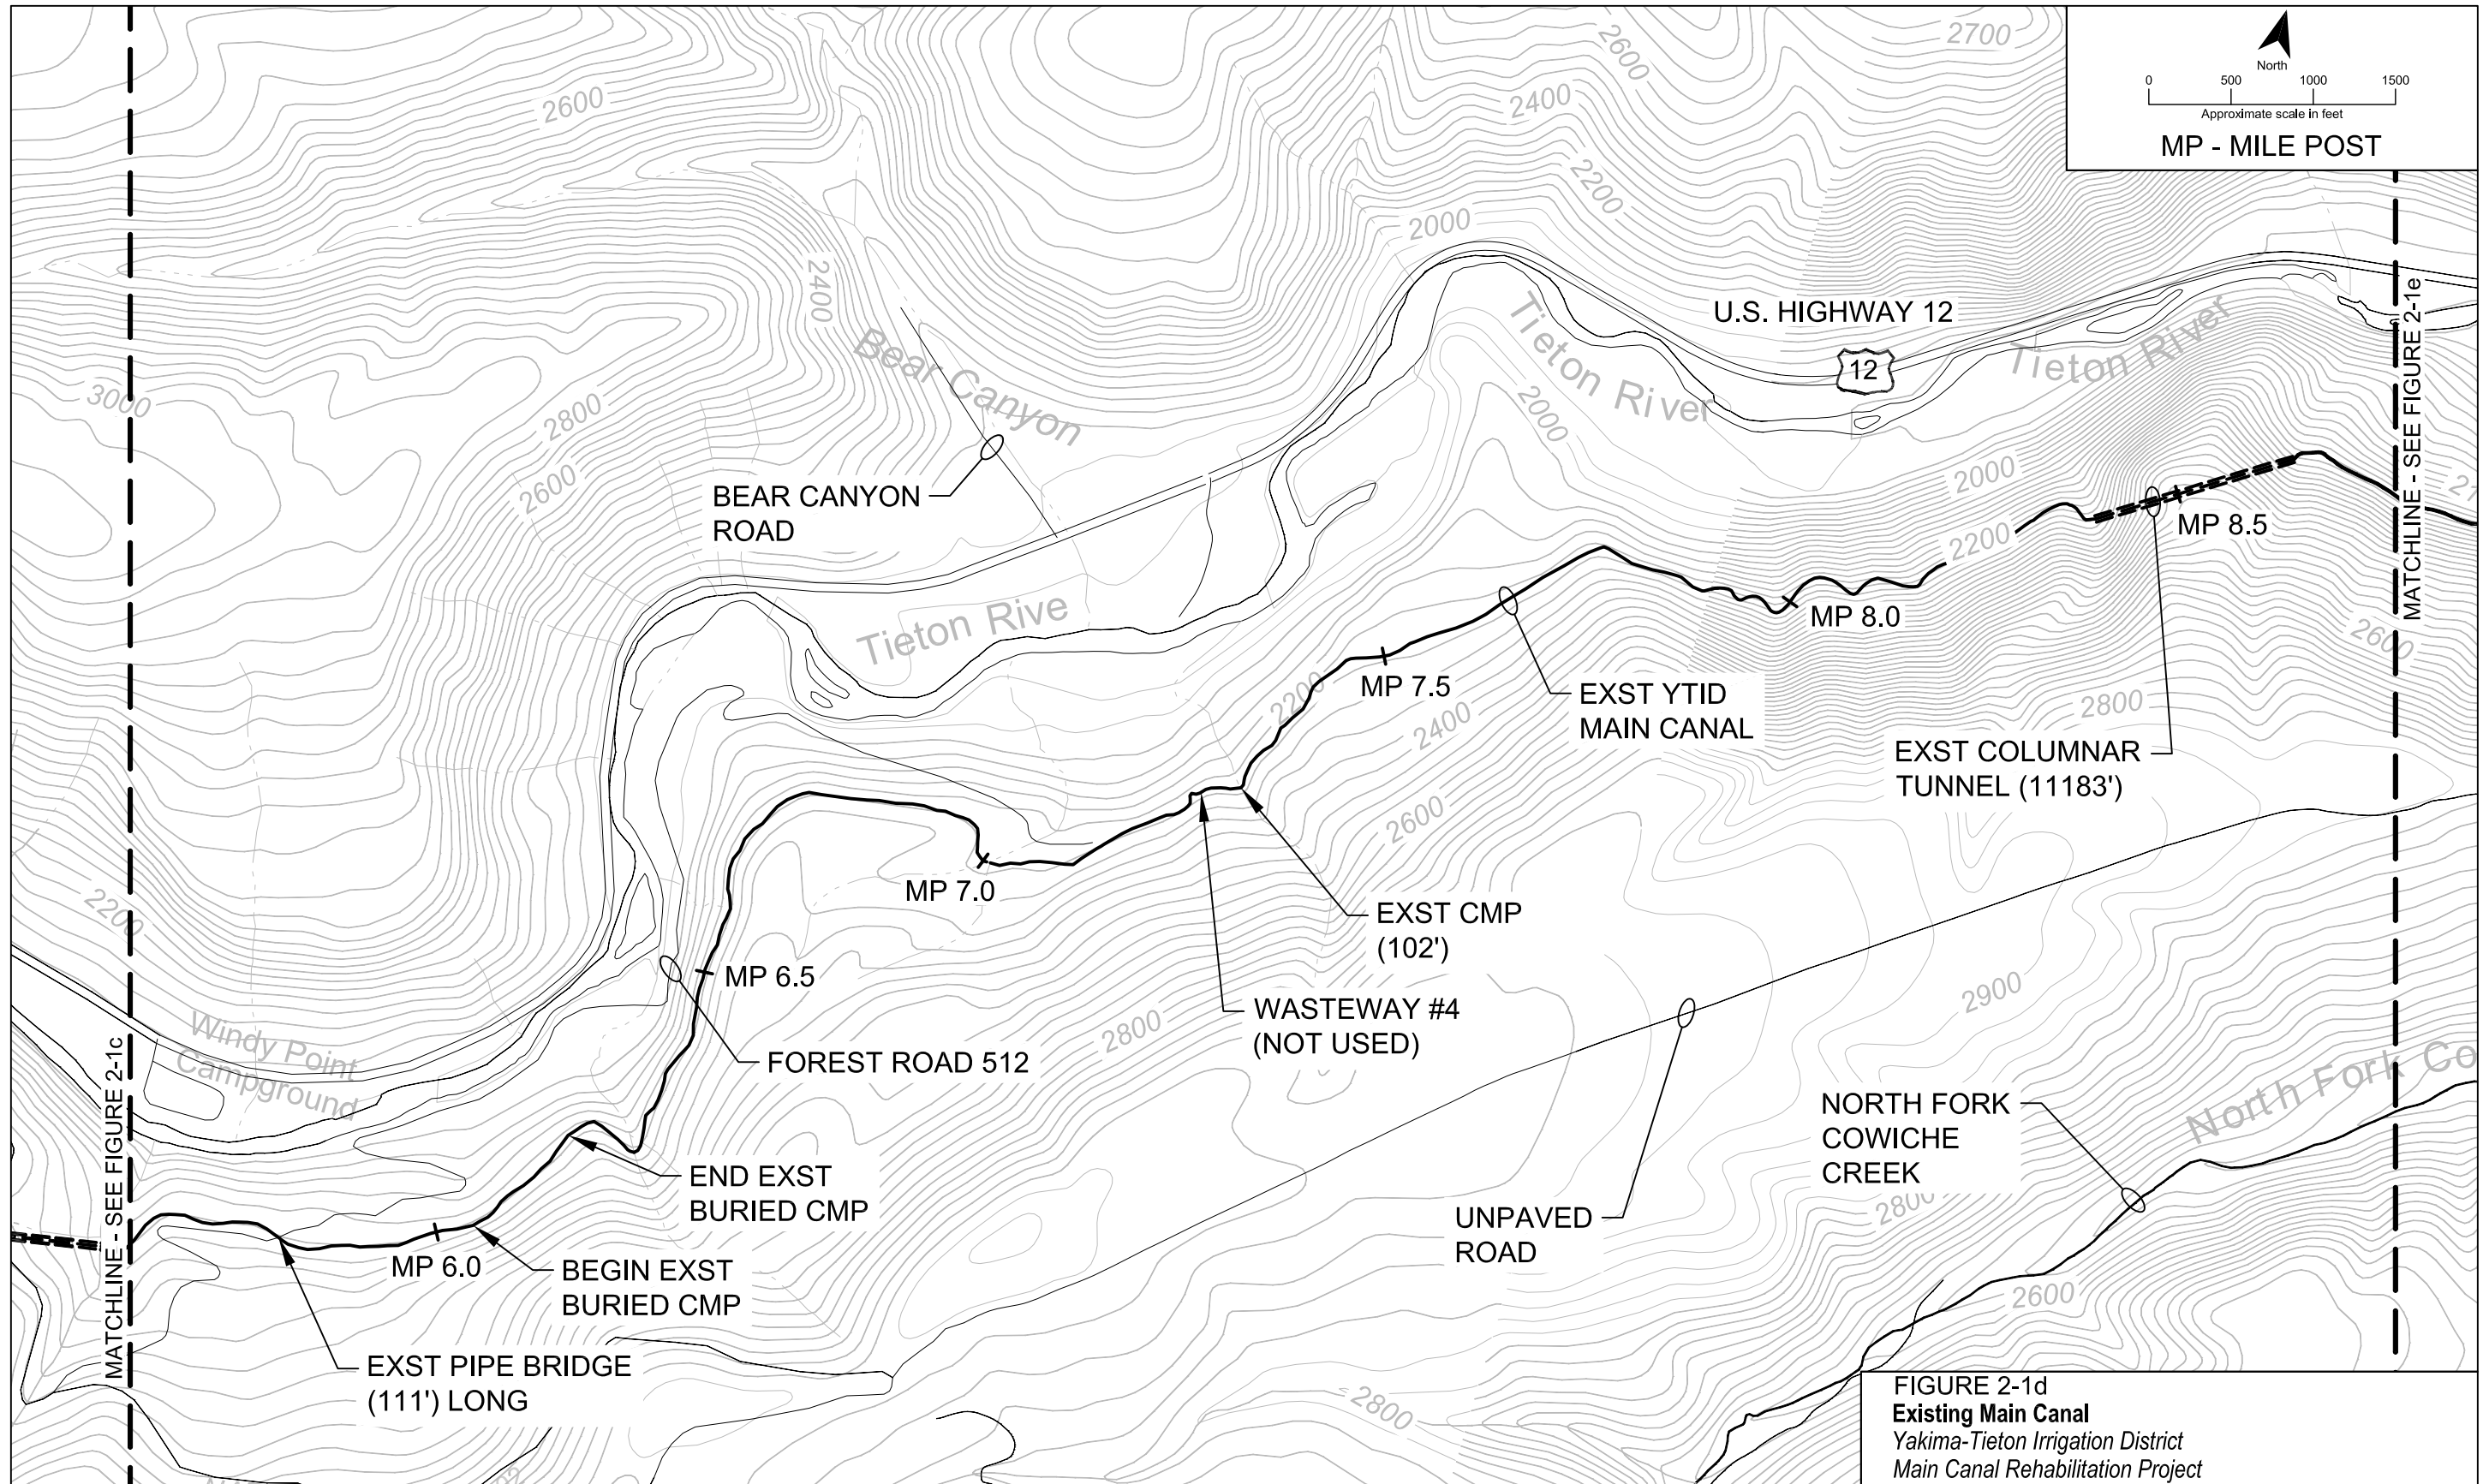 2700
2600
2400
2600
2200
2000
2400
North
0 500 1000 1500
Approximate scale in feet
MP - MILE POST
U.S. HIGHWAY 12
12
Tieton River
Tieton River
Bear Canyon
3000
2800
2600
2000
2000
2200
BEAR CANYON
ROAD
MATCHLINE - SEE FIGURE 2-1e
MP 8.5
MP 8.0
2600
Tieton Rive
2200
MP 7.5
2400
EXST YTID
MAIN CANAL
2800
EXST COLUMNAR
TUNNEL (11183')
2600
MP 7.0
2200
EXST CMP
(102')
MP 6.5
WASTEWAY #4
(NOT USED)
2900
2800
Windy Point
Campground
FOREST ROAD 512
North Fork Co
NORTH FORK
COWICHE
CREEK
2800
MATCHLINE - SEE FIGURE 2-1c
END EXST
BURIED CMP
UNPAVED
ROAD
MP 6.0
BEGIN EXST
BURIED CMP
2600
EXST PIPE BRIDGE
(111') LONG
2800
FIGURE 2-1d
Existing Main Canal
Yakima-Tieton Irrigation District
Main Canal Rehabilitation Project